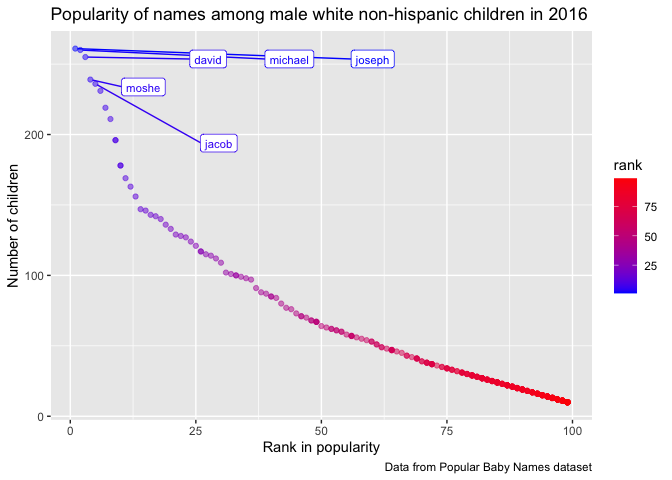 Popularity of names among male white non-hispanic children in 2016
david
michael
joseph
moshe
jacob
Number of children
200
100
0
0
25
50
75
100
Rank in popularity
rank
75
50
25
Data from Popular Baby Names dataset